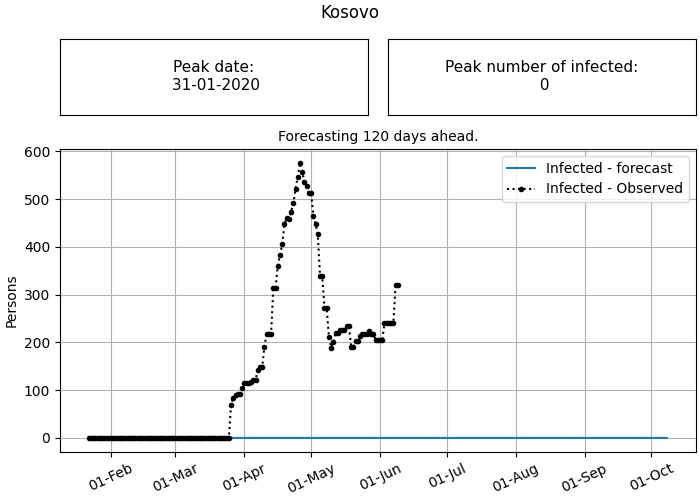 Kosovo
Peak date:
31-01-2020
Peak number of infected:
0
Forecasting 120 days ahead.
Infected - forecast
Infected - Observed
Persons
600
500
400
300
200
100
0
01-Feb
01-Mar
01-Apr
01-May
01-Jun
01-Jul
01-Aug
01-Sep
01-Oct